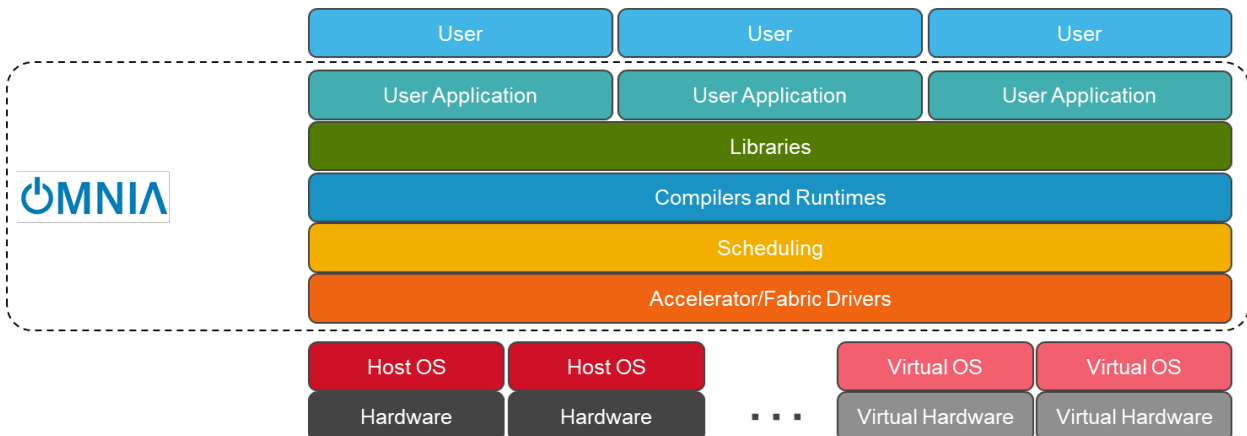 User User User
User Application User Application User Application
Libraries
OMNIA
Compilers and Runtimes
Scheduling
Accelerator/Fabric Drivers
Host OS Host OS Virtual OS Virtual OS
Hardware Hardware ... Virtual Hardware Virtual Hardware